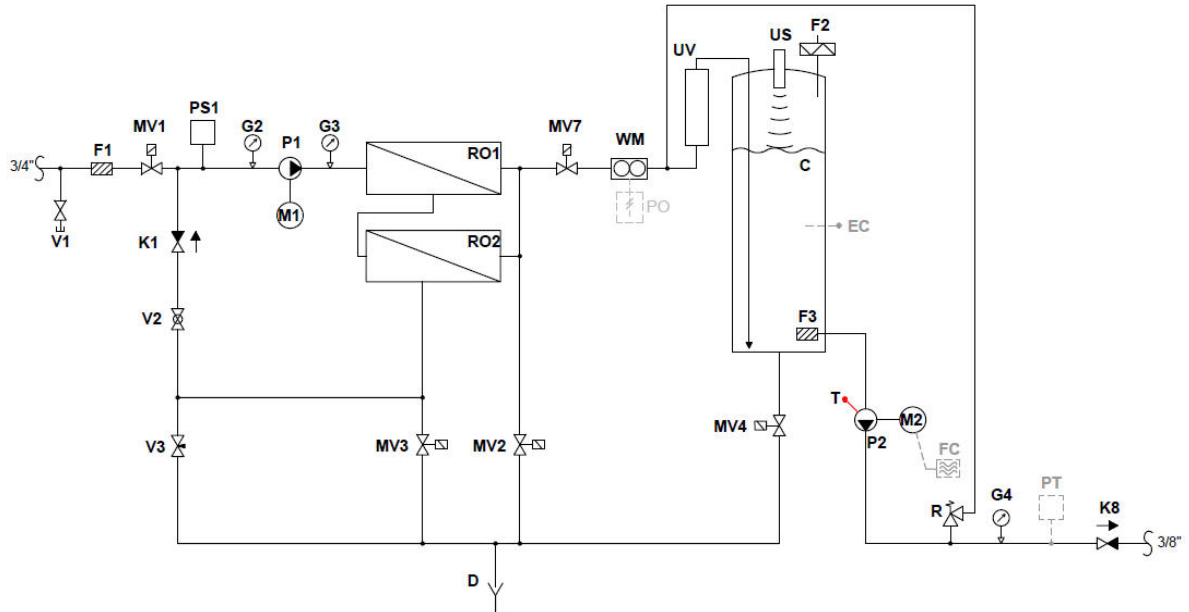 US
F2
UV
PS1
MV1
G2
P1
G3
MV7
WM
F1
3/4"
RO1
C
M1
PO
V1
K1
RO2
EC
V2
F3
T
M2
V3
MV3
MV2
MV4
P2
FC
PT
G4
K8
R
3/8"
D